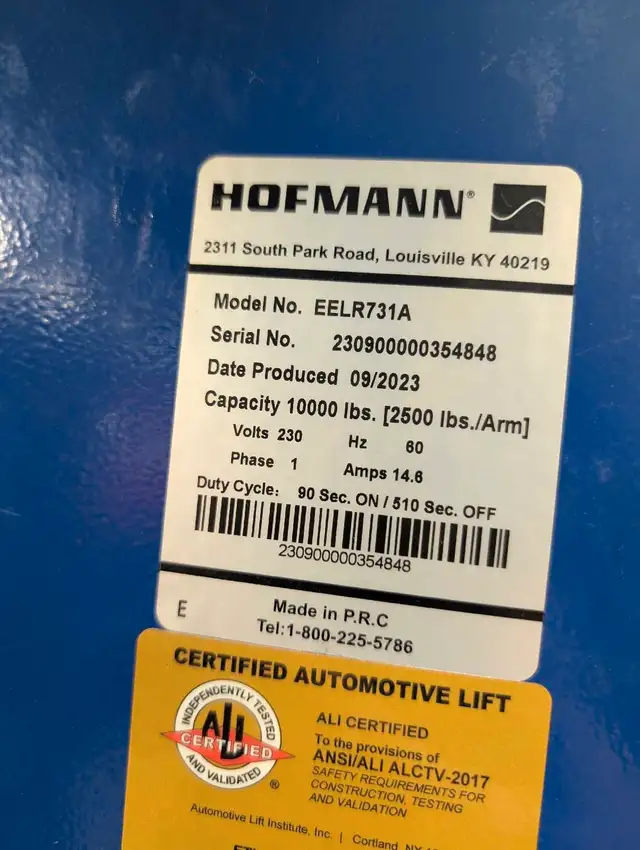 HOFMANN®
2311 South Park Road, Louisville KY 40219
Model No. EELR731A
Serial No. 230900000354848
Date Produced 09/2023
Capacity 10000 lbs. [2500 lbs./Arm]
Volts 230 Hz 60
Phase 1 Amps 14.6
Duty Cycle: 90 Sec. ON / 510 Sec. OFF
230900000354848
E
Made in P.R.C
Tel:1-800-225-5786
CERTIFIED AUTOMOTIVE LIFT
INDEPENDENTLY TESTED
ALI
CERTIFIED
AND VALIDATED
®
ALI CERTIFIED
To the provisions of
ANSI/ALI ALCTV-2017
SAFETY REQUIREMENTS FOR
CONSTRUCTION, TESTING
AND VALIDATION
Automotive Lift Institute, Inc. | Cortland, NY